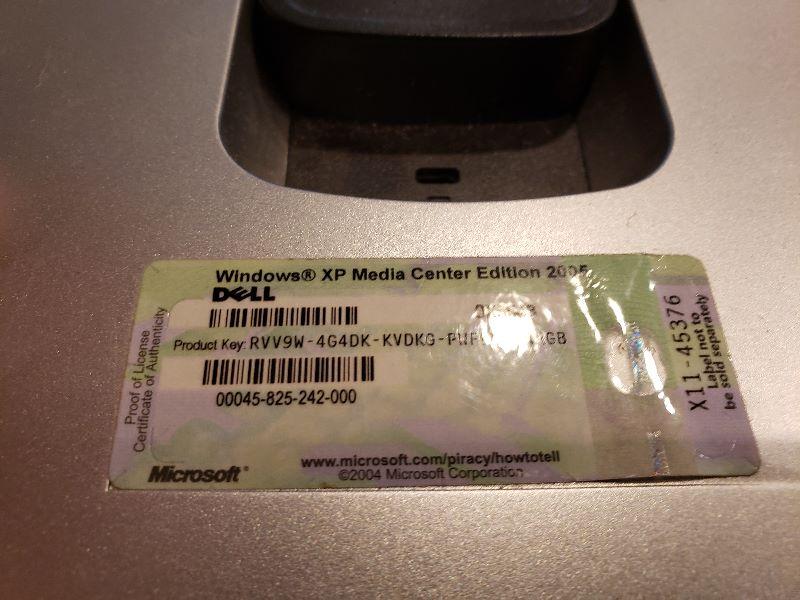 Windows® XP Media Center Edition 2005
DELL
Product Key: RVV9W-4G4DK-KVDKG-
00045-825-242-000
www.microsoft.com/piracy/howtotell
©2004 Microsoft Corporation
Microsoft®
Proof of License
Certificate of Authenticity
X11-45376
Label not to
be sold separately